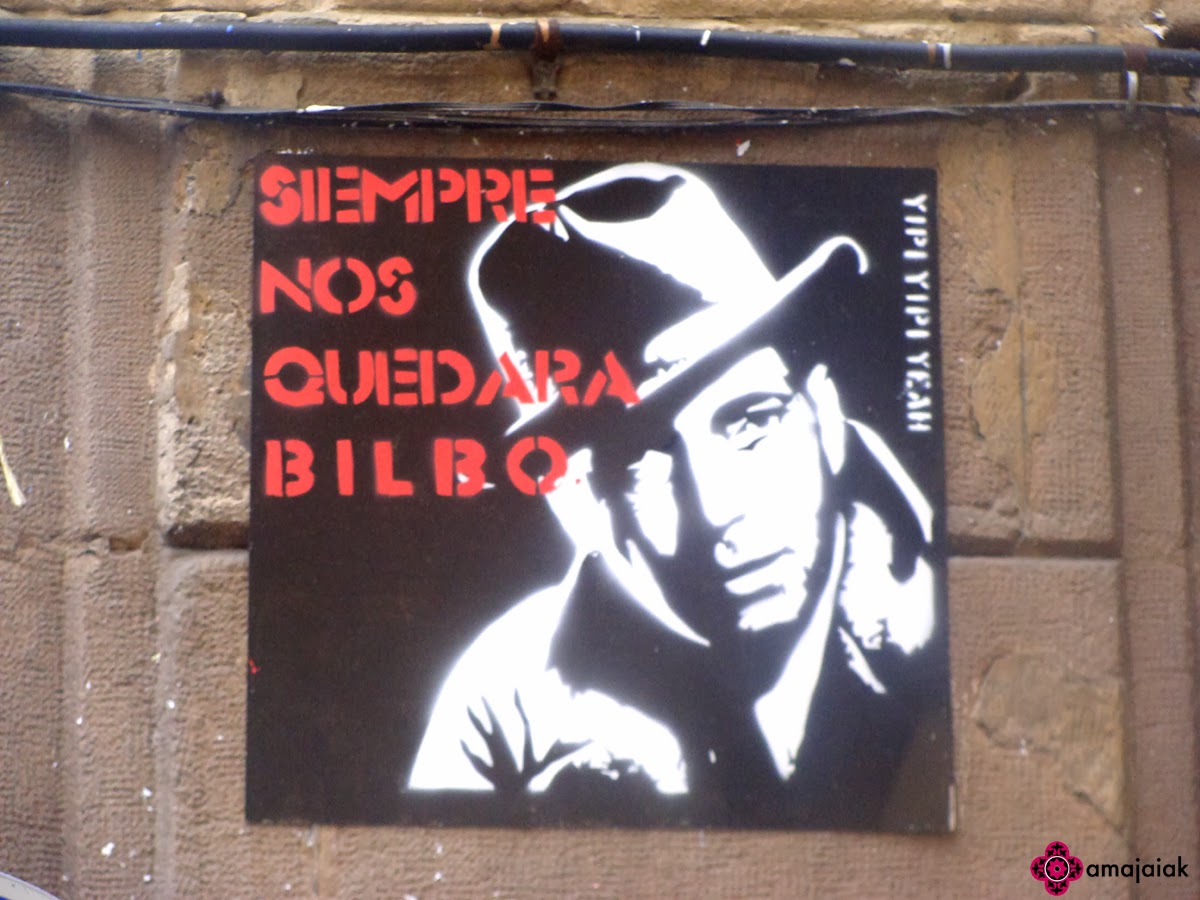 SIEMPRE
NOS
QUEDARA
BILBO.
YIPI YIPI YEAH
amajaiak